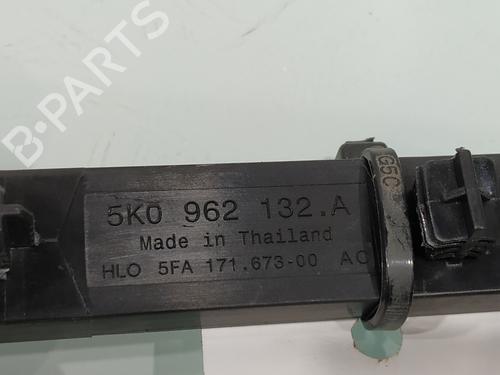 B-PARTS
5K0 962 132.A
Made in Thailand
HLO 5FA 171.673-00 AC
G5C